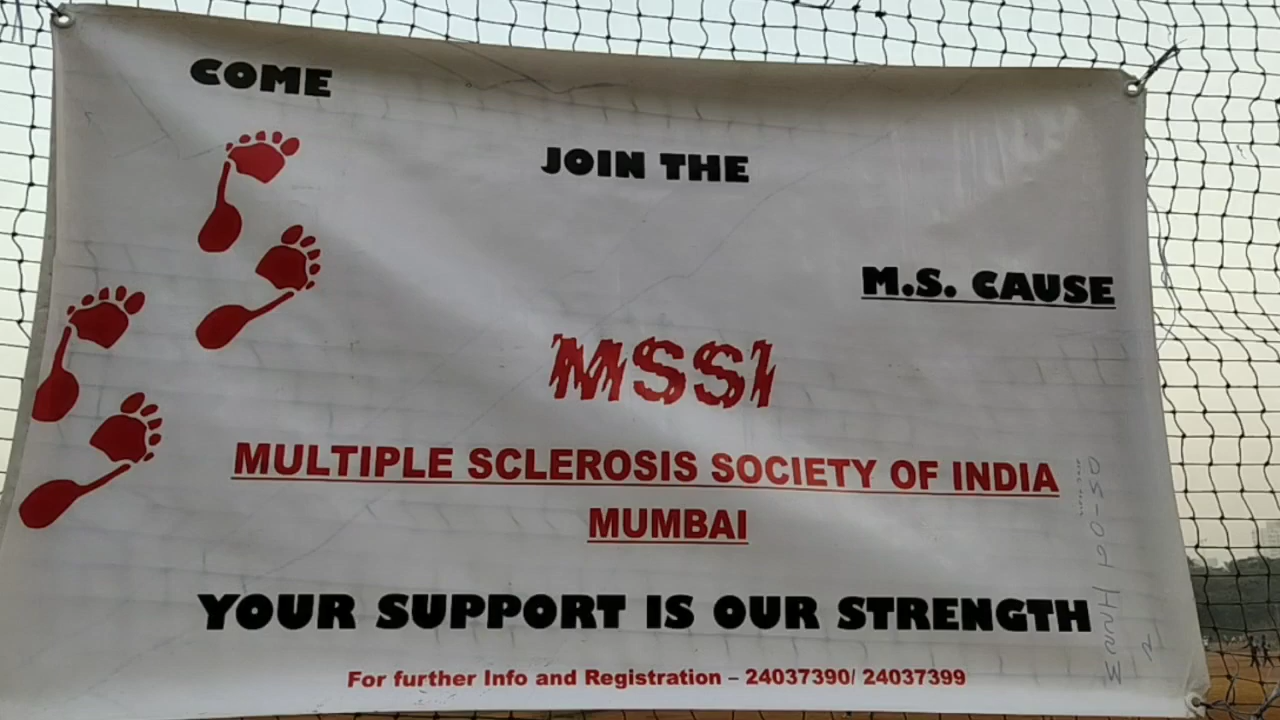 COME
JOIN THE
M.S. CAUSE
MSSI
MULTIPLE SCLEROSIS SOCIETY OF INDIA
MUMBAI
YOUR SUPPORT IS OUR STRENGTH
For further Info and Registration – 24037390/ 24037399